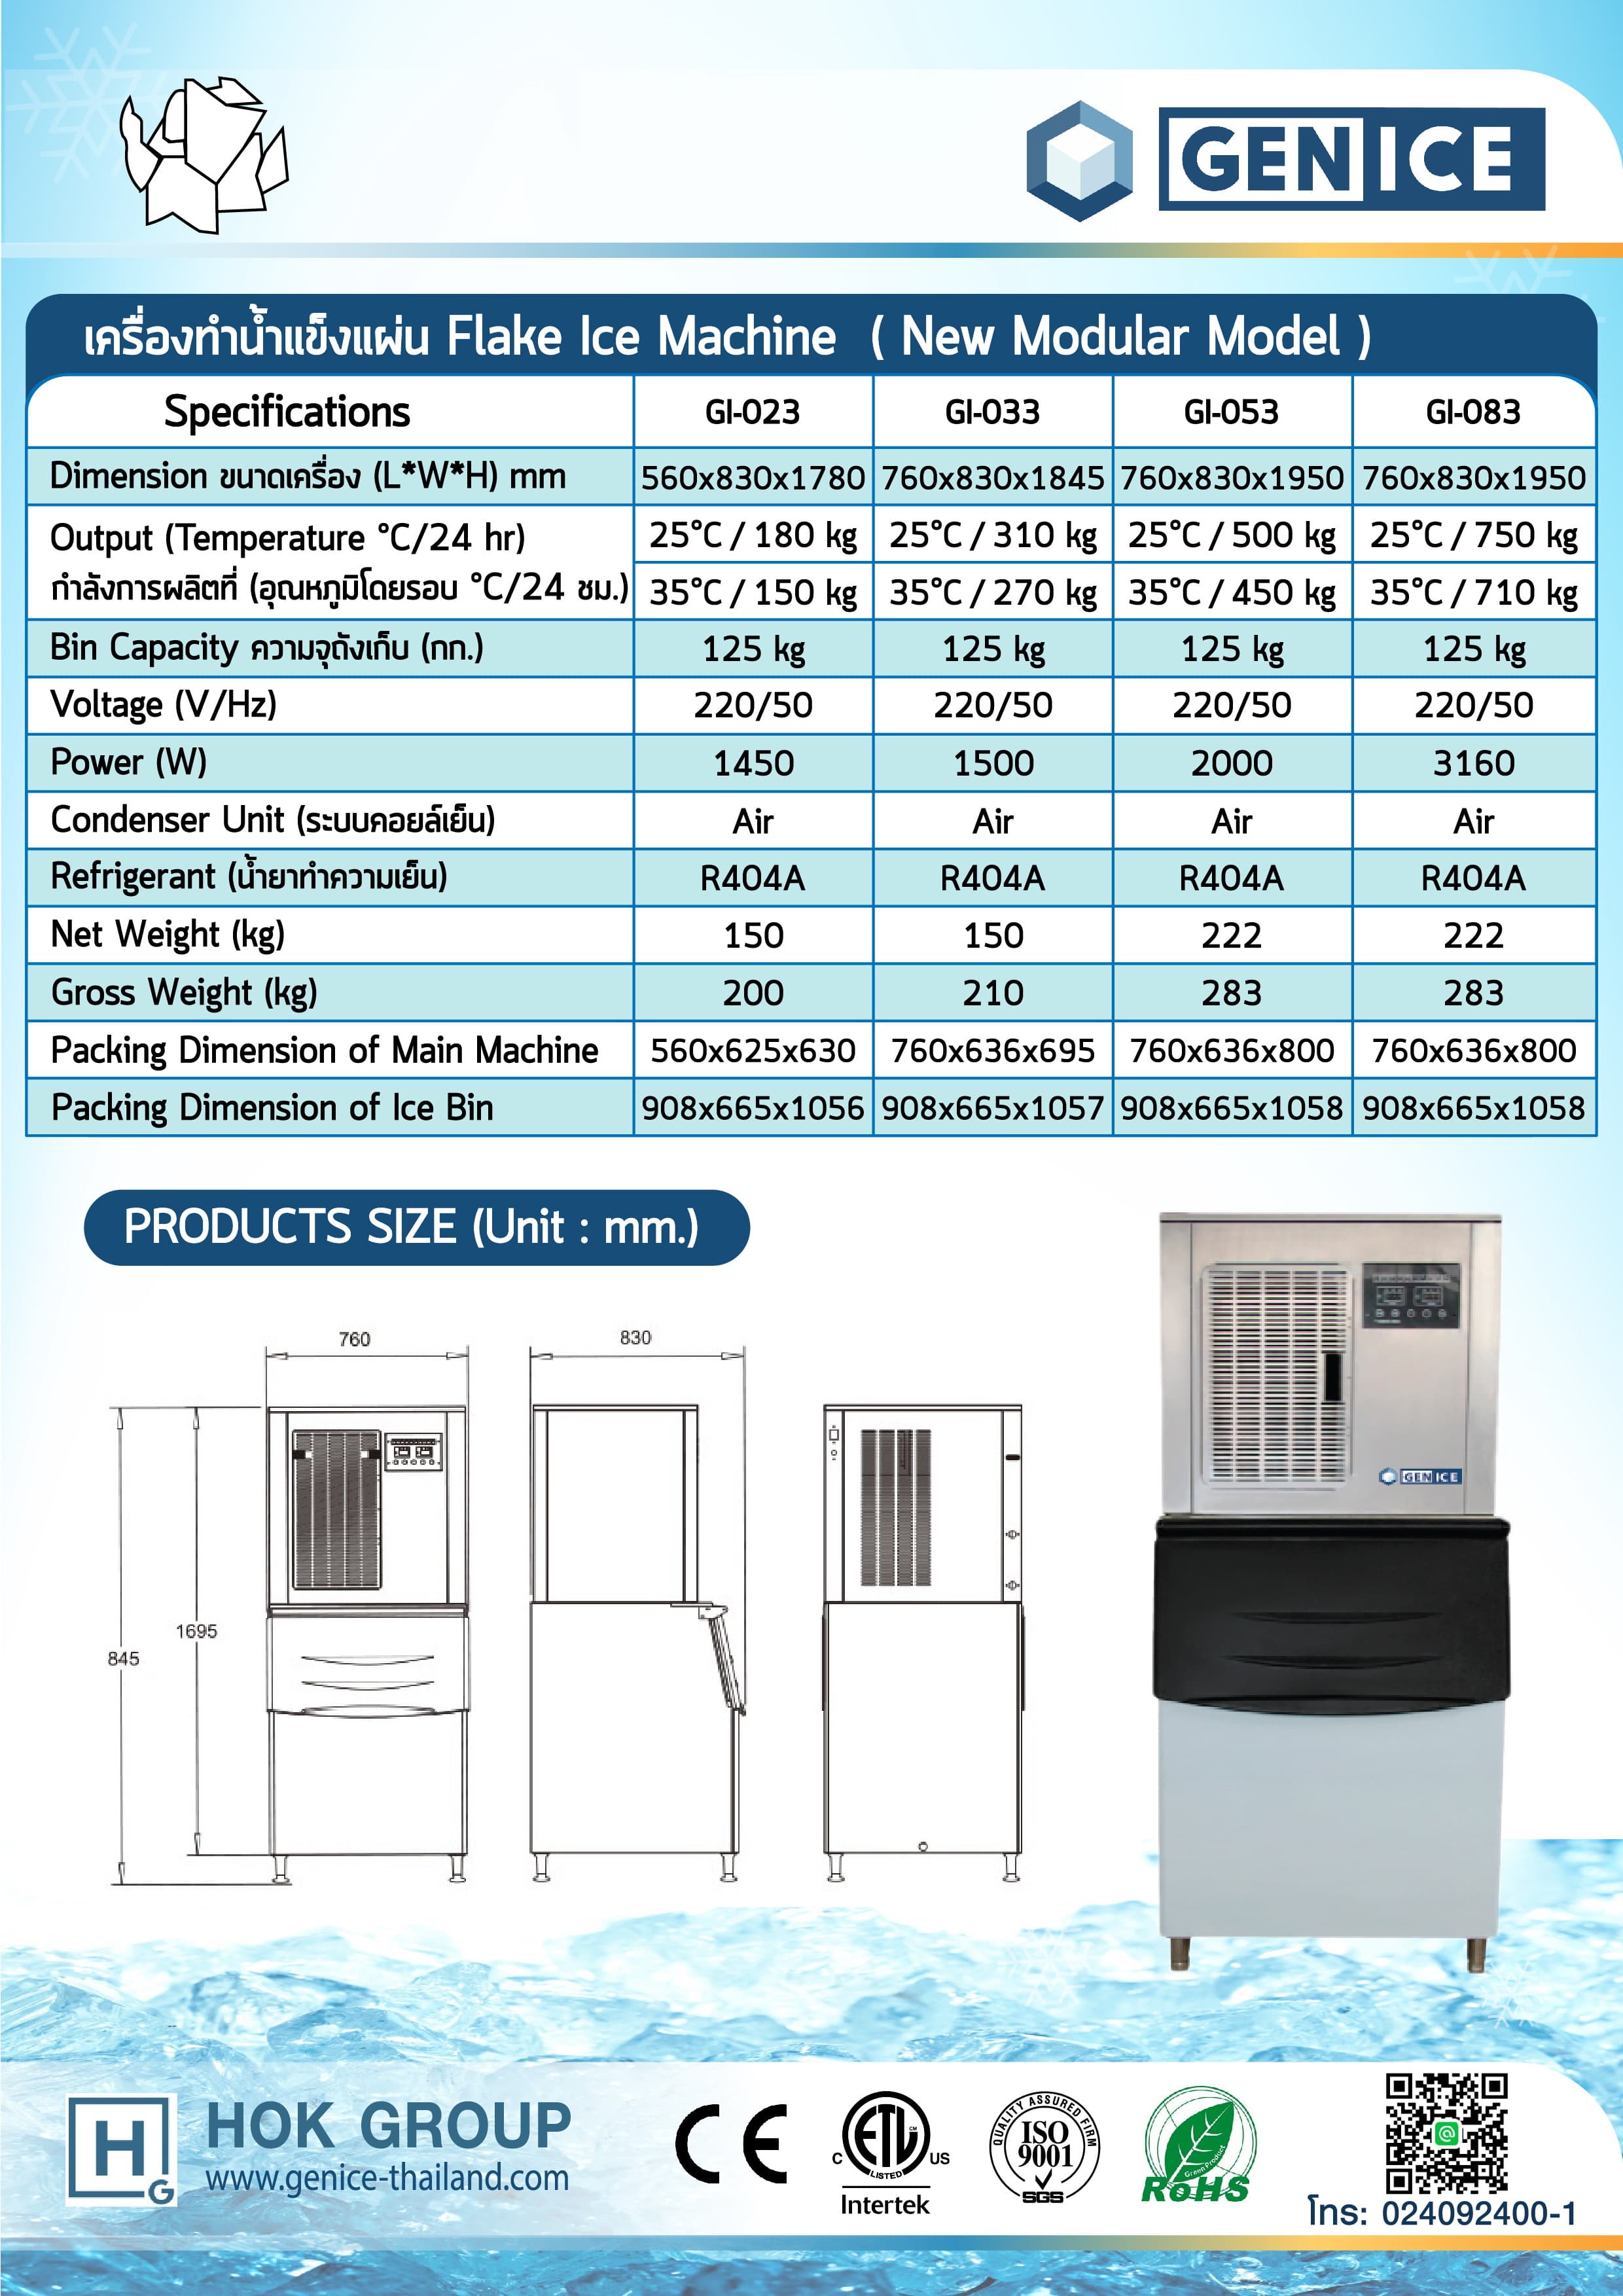 GENICE
เครื่องทำน้ำแข็งแผ่น Flake Ice Machine ( New Modular Model )
Specifications GI-023 GI-033 GI-053 GI-083
Dimension ขนาดเครื่อง (L*W*H) mm 560x830x1780 760x830x1845 760x830x1950 760x830x1950
Output (Temperature °C/24 hr) 25°C / 180 kg 25°C / 310 kg 25°C / 500 kg 25°C / 750 kg
กำลังการผลิตที่ (อุณหภูมิโดยรอบ °C/24 ชม.) 35°C / 150 kg 35°C / 270 kg 35°C / 450 kg 35°C / 710 kg
Bin Capacity ความจุถังเก็บ (กก.) 125 kg 125 kg 125 kg 125 kg
Voltage (V/Hz) 220/50 220/50 220/50 220/50
Power (W) 1450 1500 2000 3160
Condenser Unit (ระบบคอยล์เย็น) Air Air Air Air
Refrigerant (น้ำยาทำความเย็น) R404A R404A R404A R404A
Net Weight (kg) 150 150 222 222
Gross Weight (kg) 200 210 283 283
Packing Dimension of Main Machine 560x625x630 760x636x695 760x636x800 760x636x800
Packing Dimension of Ice Bin 908x665x1056 908x665x1057 908x665x1058 908x665x1058
PRODUCTS SIZE (Unit : mm.)
760
830
1695
845
GENICE
HG
HOK GROUP
www.genice-thailand.com
CE
ETL
CM
C US
LISTED
Intertek
QUALITY ASSURED FIRM
ISO
9001
SGS
Green Product
RoHS
โทร: 024092400-1